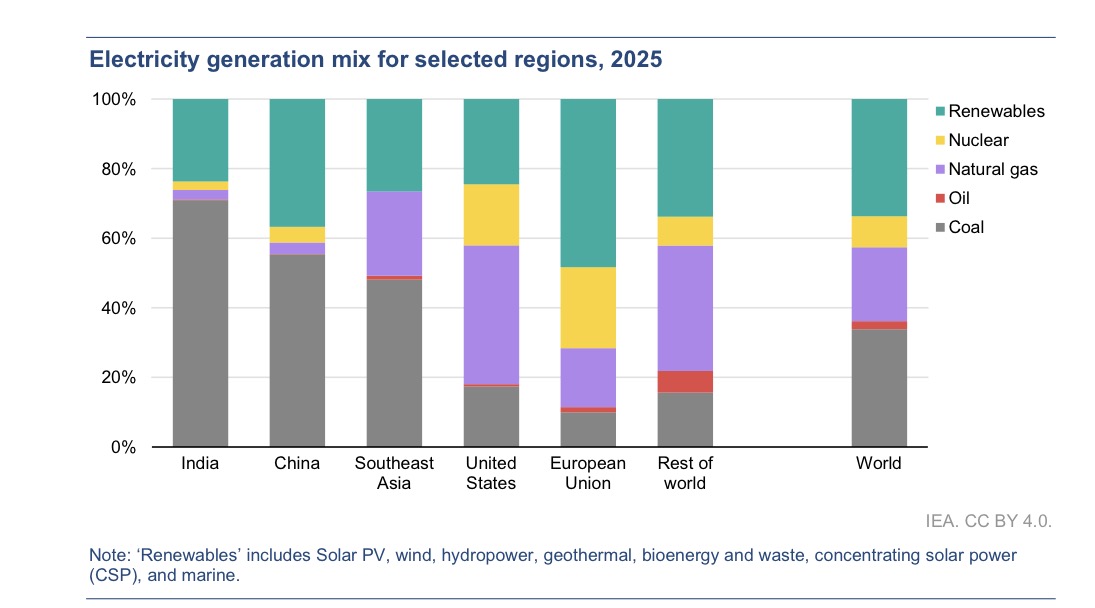 Electricity generation mix for selected regions, 2025
100%
80%
60%
40%
20%
0%
India
China
Southeast
Asia
United
States
European
Union
Rest of
world
World
Renewables
Nuclear
Natural gas
Oil
Coal
IEA. CC BY 4.0.
Note: ‘Renewables’ includes Solar PV, wind, hydropower, geothermal, bioenergy and waste, concentrating solar power
(CSP), and marine.